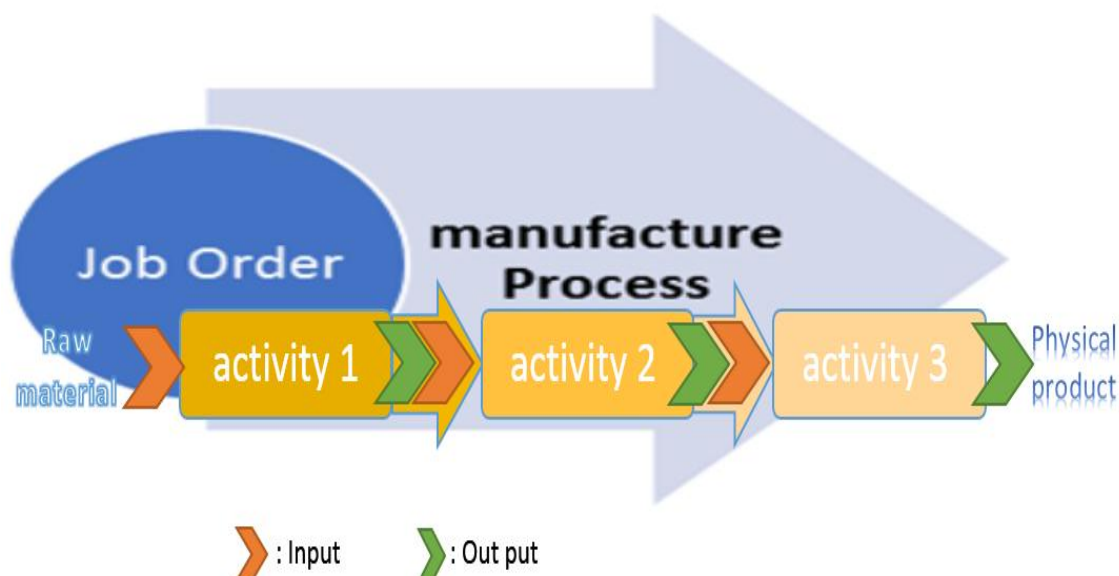 Job Order
manufacture
Process
Raw
material
activity 1
activity 2
activity 3
Physical
product
: Input
: Out put